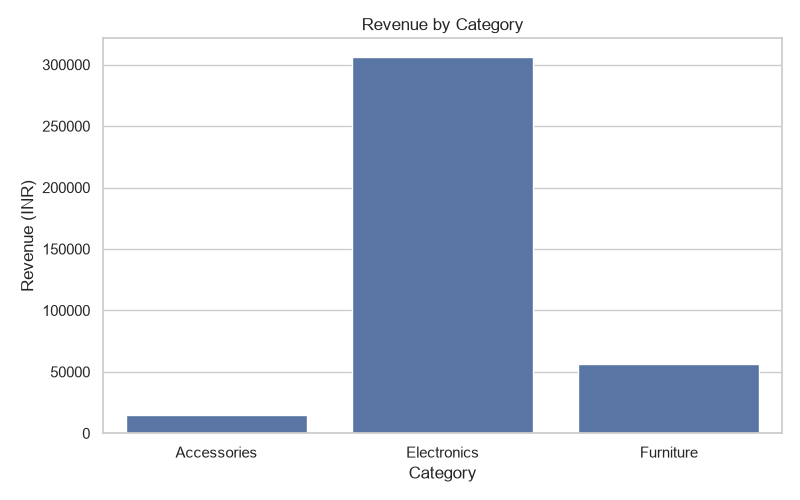 Revenue by Category
Revenue (INR)
300000
250000
200000
150000
100000
50000
0
Accessories
Electronics
Furniture
Category